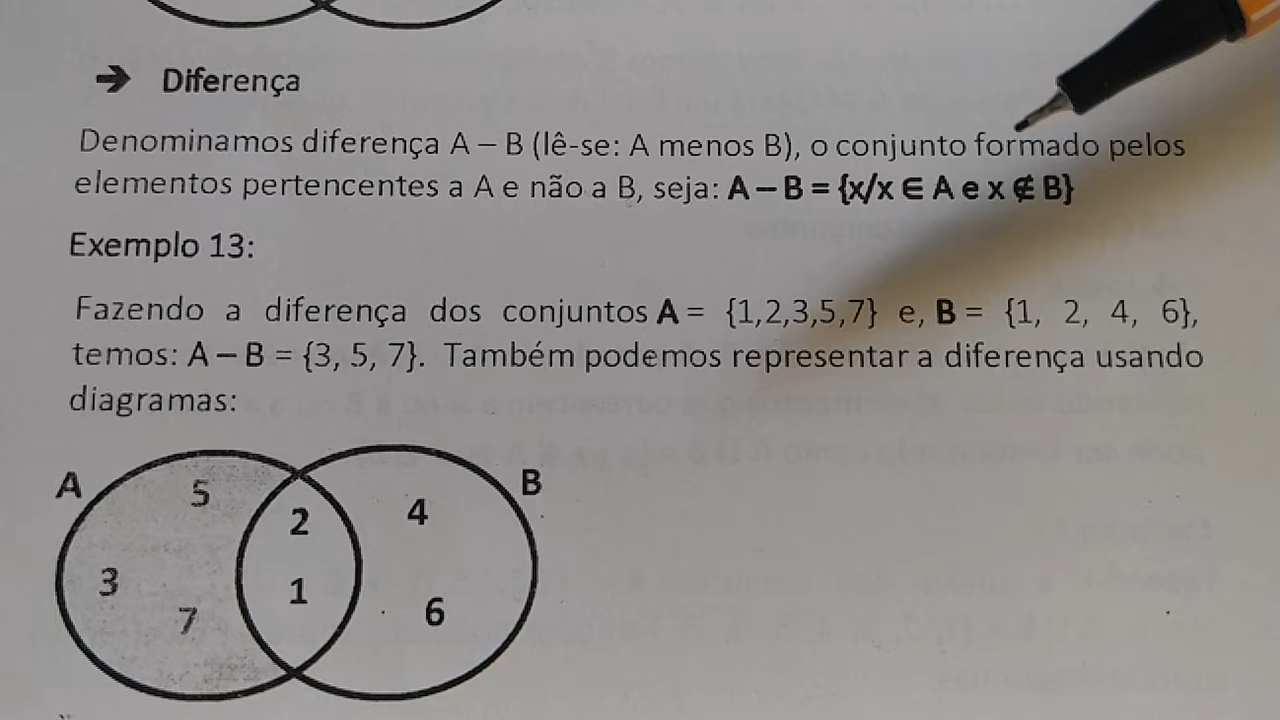 ➔ Diferença
Denominamos diferença A – B (lê-se: A menos B), o conjunto formado pelos
elementos pertencentes a A e não a B, seja: A – B = {x/x ∈ A e x ∉ B}
Exemplo 13:
Fazendo a diferença dos conjuntos A = {1,2,3,5,7} e, B = {1, 2, 4, 6},
temos: A – B = {3, 5, 7}. Também podemos representar a diferença usando
diagramas:
A 5 2 4 B
3 7 1 6